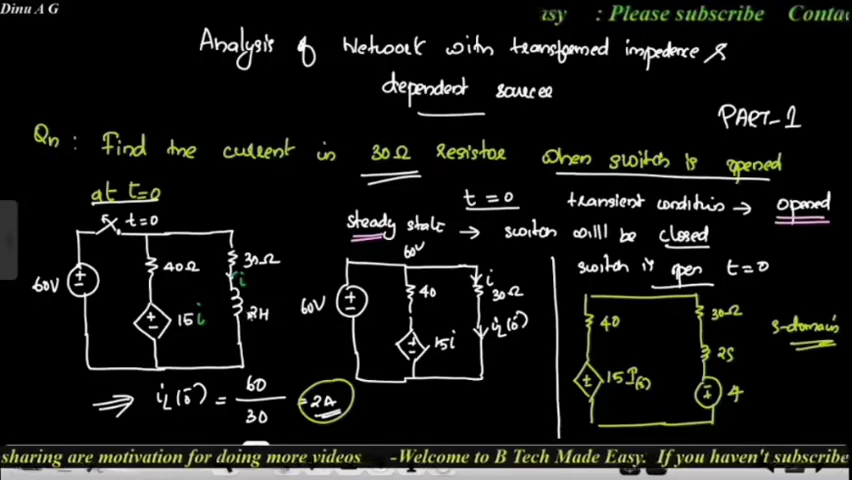 Dinu A G
asy : Please subscribe Contac
Analysis of Network with transformed impedence &
dependent sources
PART-1
Qn : Find the current in 30Ω resistor when switch is opened
at t=0
t=0 transient condition → opened
steady state → switch will be closed
switch is open t=0
t=0
60V
40Ω
30Ω
i
15i
2H
60V
60V
40
i
30Ω
iL(0-)
15i
40
30Ω
2S
15I(s)
4
s-domain
⇒ iL(0-) = 60/30 = 2A
sharing are motivation for doing more videos -Welcome to B Tech Made Easy. If you haven't subscribe